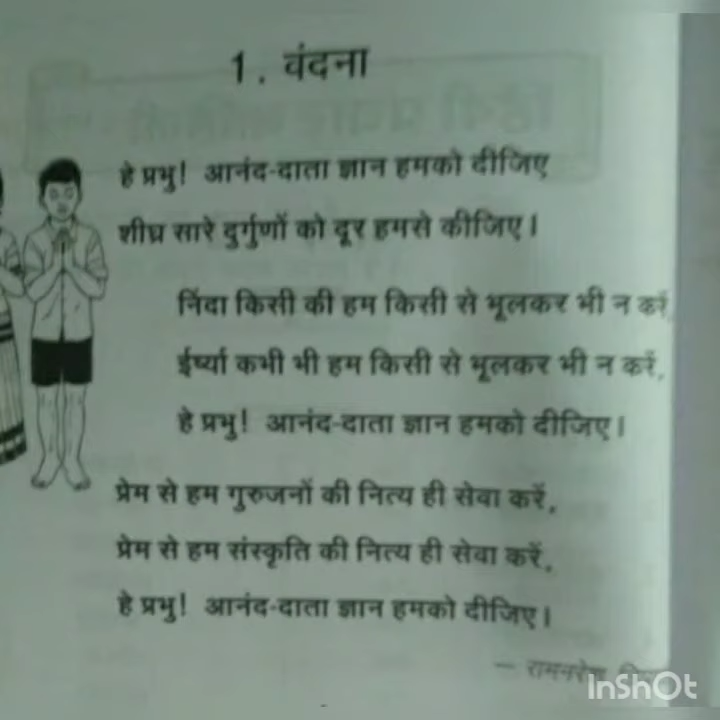 1. वंदना
हे प्रभु! आनंद-दाता ज्ञान हमको दीजिए
शीघ्र सारे दुर्गुणों को दूर हमसे कीजिए।
निंदा किसी की हम किसी से भूलकर भी न करें
ईर्ष्या कभी भी हम किसी से भूलकर भी न करें,
हे प्रभु! आनंद-दाता ज्ञान हमको दीजिए।
प्रेम से हम गुरुजनों की नित्य ही सेवा करें,
प्रेम से हम संस्कृति की नित्य ही सेवा करें,
हे प्रभु! आनंद-दाता ज्ञान हमको दीजिए।
— रामनरेश
InShOt